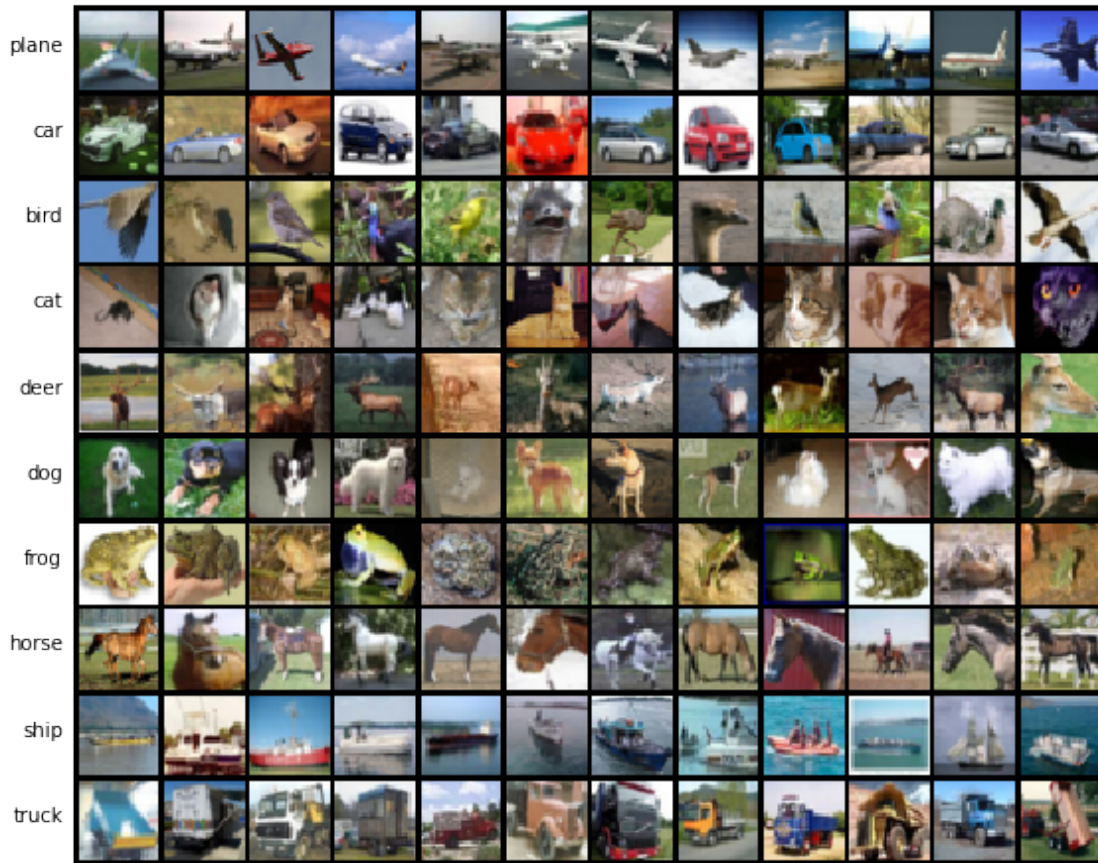 plane
car
bird
cat
deer
dog
frog
horse
ship
truck